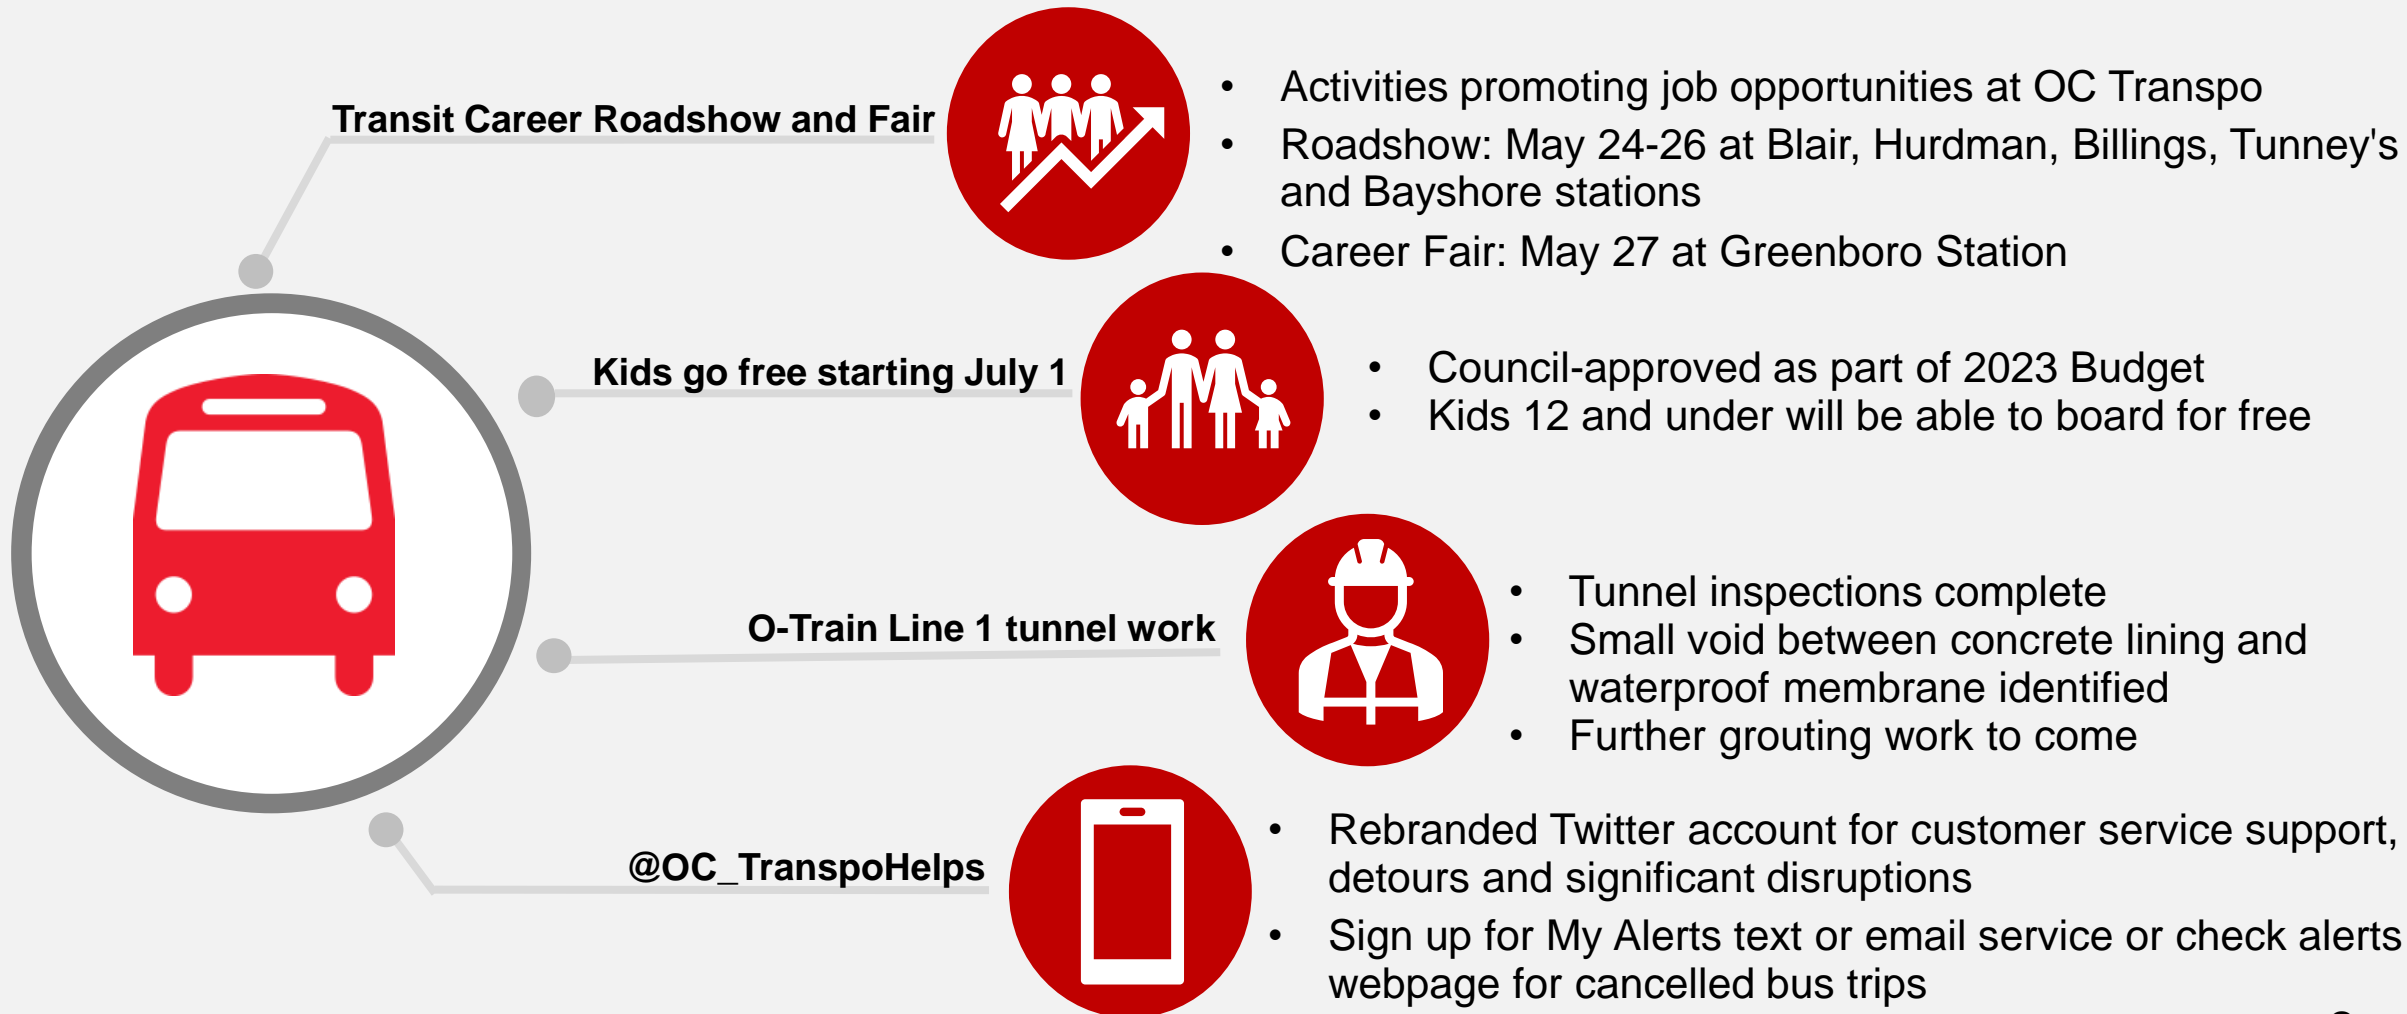 Transit Career Roadshow and Fair
• Activities promoting job opportunities at OC Transpo
• Roadshow: May 24-26 at Blair, Hurdman, Billings, Tunney's
and Bayshore stations
• Career Fair: May 27 at Greenboro Station
Kids go free starting July 1
• Council-approved as part of 2023 Budget
• Kids 12 and under will be able to board for free
O-Train Line 1 tunnel work
• Tunnel inspections complete
• Small void between concrete lining and
waterproof membrane identified
• Further grouting work to come
@OC_TranspoHelps
• Rebranded Twitter account for customer service support,
detours and significant disruptions
• Sign up for My Alerts text or email service or check alerts
webpage for cancelled bus trips